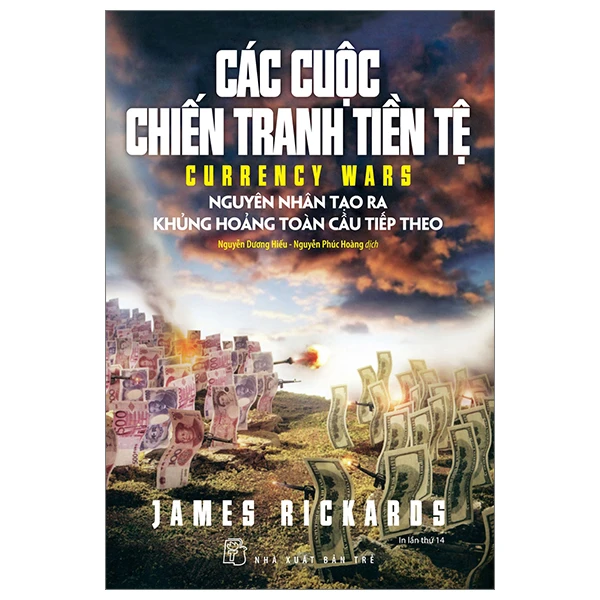 CÁC CUỘC
CHIẾN TRANH TIỀN TỆ
CURRENCY WARS
NGUYÊN NHÂN TẠO RA
KHỦNG HOẢNG TOÀN CẦU TIẾP THEO
Nguyễn Dương Hiếu - Nguyễn Phúc Hoàng dịch
JAMES RICKARDS
In lần thứ 14
NHÀ XUẤT BẢN TRẺ